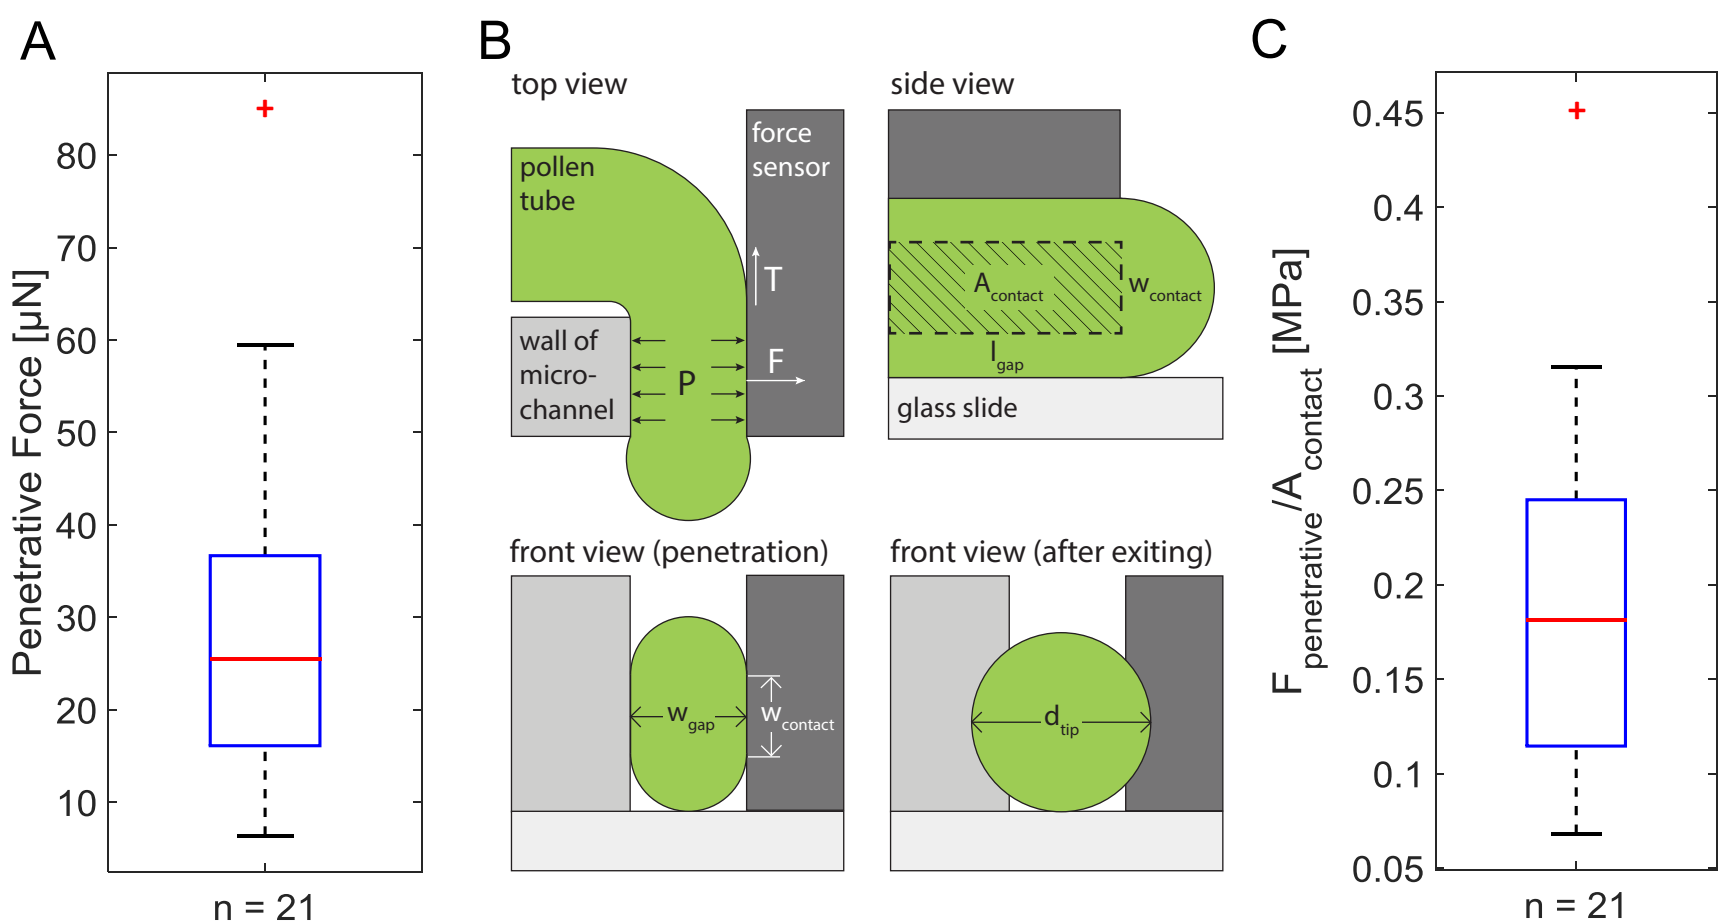 A
Penetrative Force [µN]
80
70
60
50
40
30
20
10
n = 21
B
top view
pollen
tube
force
sensor
T
F
P
wall of
micro-
channel
side view
A contact
w contact
l gap
glass slide
front view (penetration)
w gap
w contact
front view (after exiting)
d tip
C
F penetrative /A contact [MPa]
0.45
0.4
0.35
0.3
0.25
0.2
0.15
0.1
0.05
n = 21